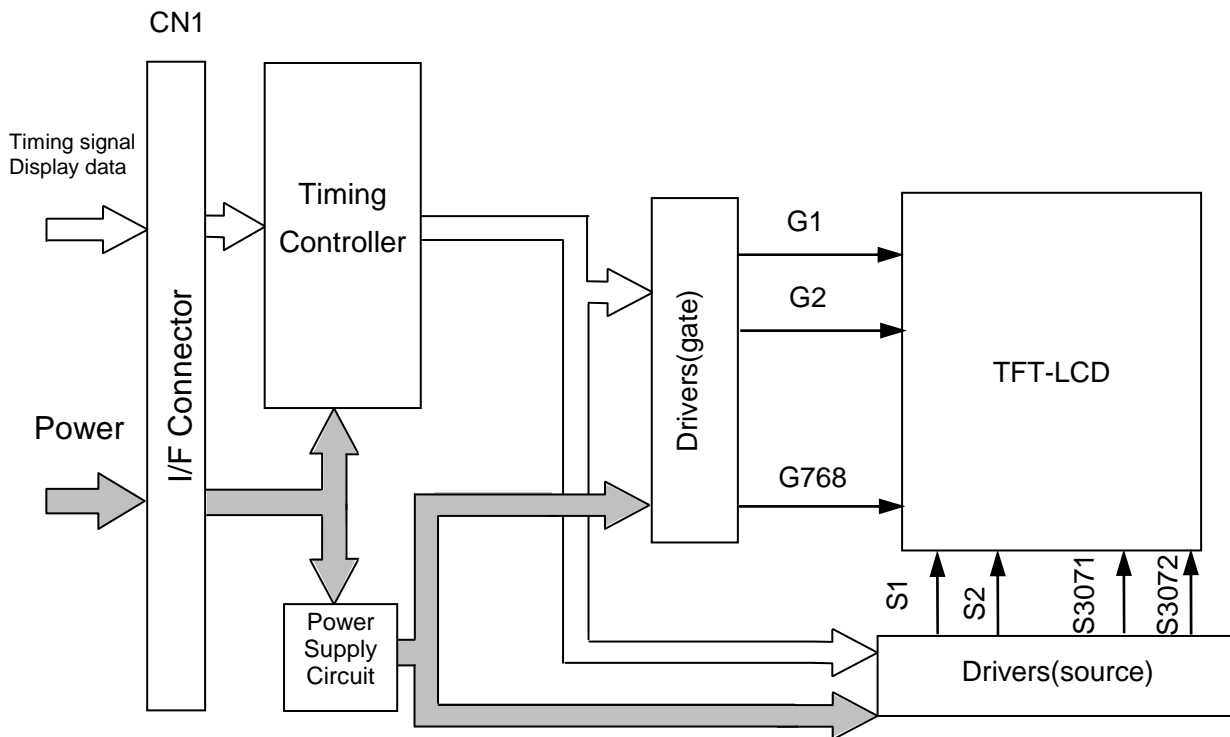 CN1
Timing signal
Display data
Power
I/F Connector
Timing
Controller
Power
Supply
Circuit
Drivers(gate)
G1
G2
G768
TFT-LCD
S1
S2
S3071
S3072
Drivers(source)